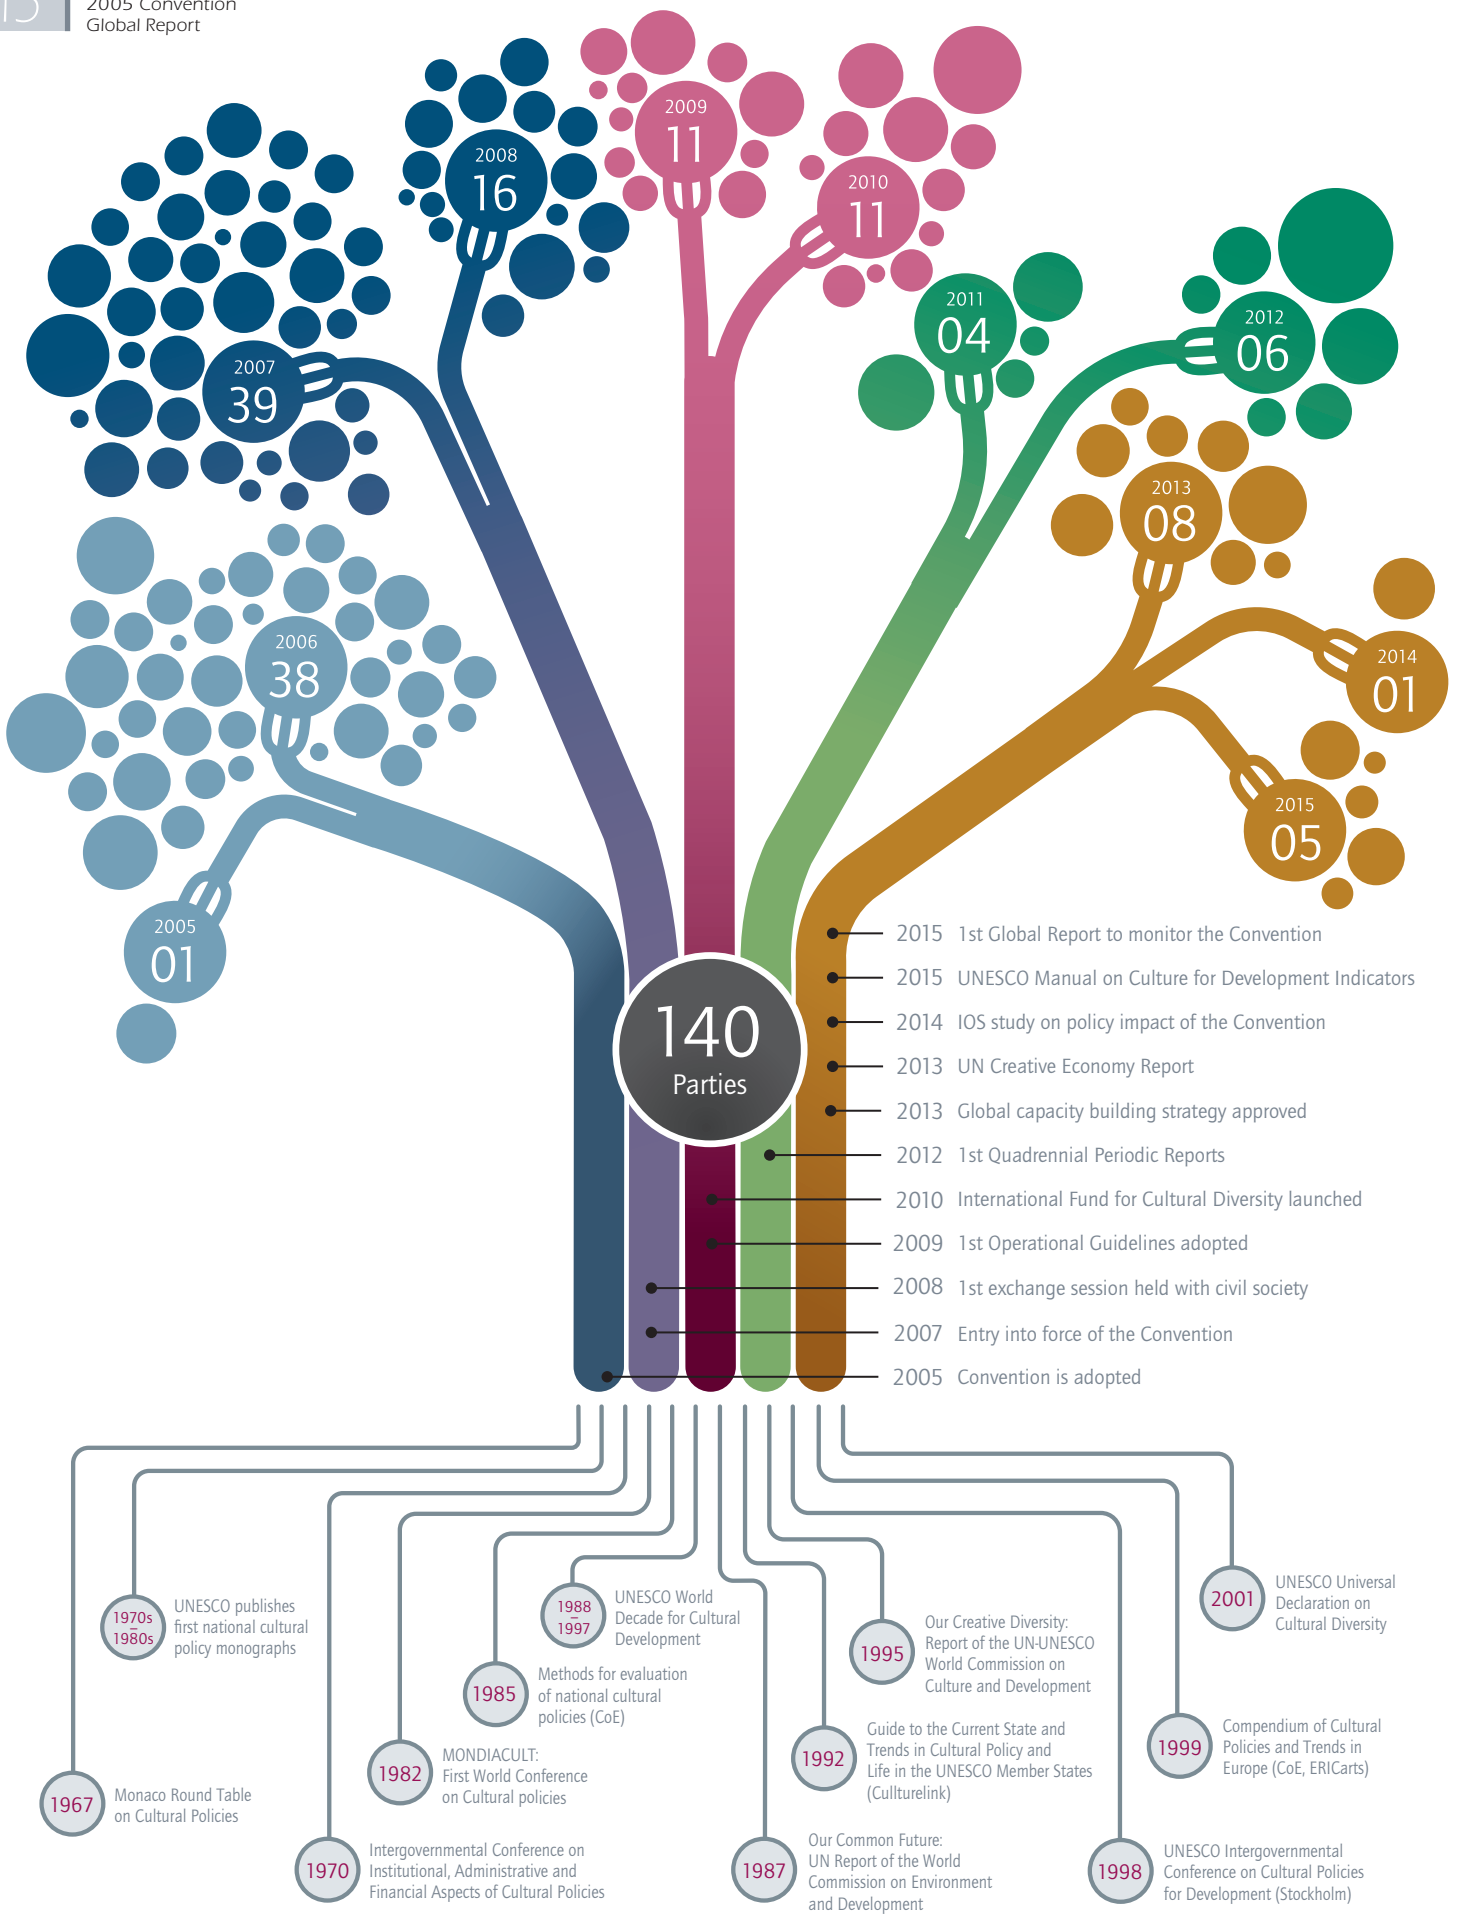 15
2005 Convention
Global Report
2009
11
2008
16
2010
11
2011
04
2012
06
2007
39
2013
08
2006
38
2014
01
2015
05
2005
01
140
Parties
2015 1st Global Report to monitor the Convention
2015 UNESCO Manual on Culture for Development Indicators
2014 IOS study on policy impact of the Convention
2013 UN Creative Economy Report
2013 Global capacity building strategy approved
2012 1st Quadrennial Periodic Reports
2010 International Fund for Cultural Diversity launched
2009 1st Operational Guidelines adopted
2008 1st exchange session held with civil society
2007 Entry into force of the Convention
2005 Convention is adopted
1970s
–
1980s
UNESCO publishes
first national cultural
policy monographs
1988
–
1997
UNESCO World
Decade for Cultural
Development
2001
UNESCO Universal
Declaration on
Cultural Diversity
1995
Our Creative Diversity:
Report of the UN-UNESCO
World Commission on
Culture and Development
1985
Methods for evaluation
of national cultural
policies (CoE)
1992
Guide to the Current State and
Trends in Cultural Policy and
Life in the UNESCO Member States
(Cullturelink)
1999
Compendium of Cultural
Policies and Trends in
Europe (CoE, ERICarts)
1982
MONDIACULT:
First World Conference
on Cultural policies
1967
Monaco Round Table
on Cultural Policies
1970
Intergovernmental Conference on
Institutional, Administrative and
Financial Aspects of Cultural Policies
1987
Our Common Future:
UN Report of the World
Commission on Environment
and Development
1998
UNESCO Intergovernmental
Conference on Cultural Policies
for Development (Stockholm)